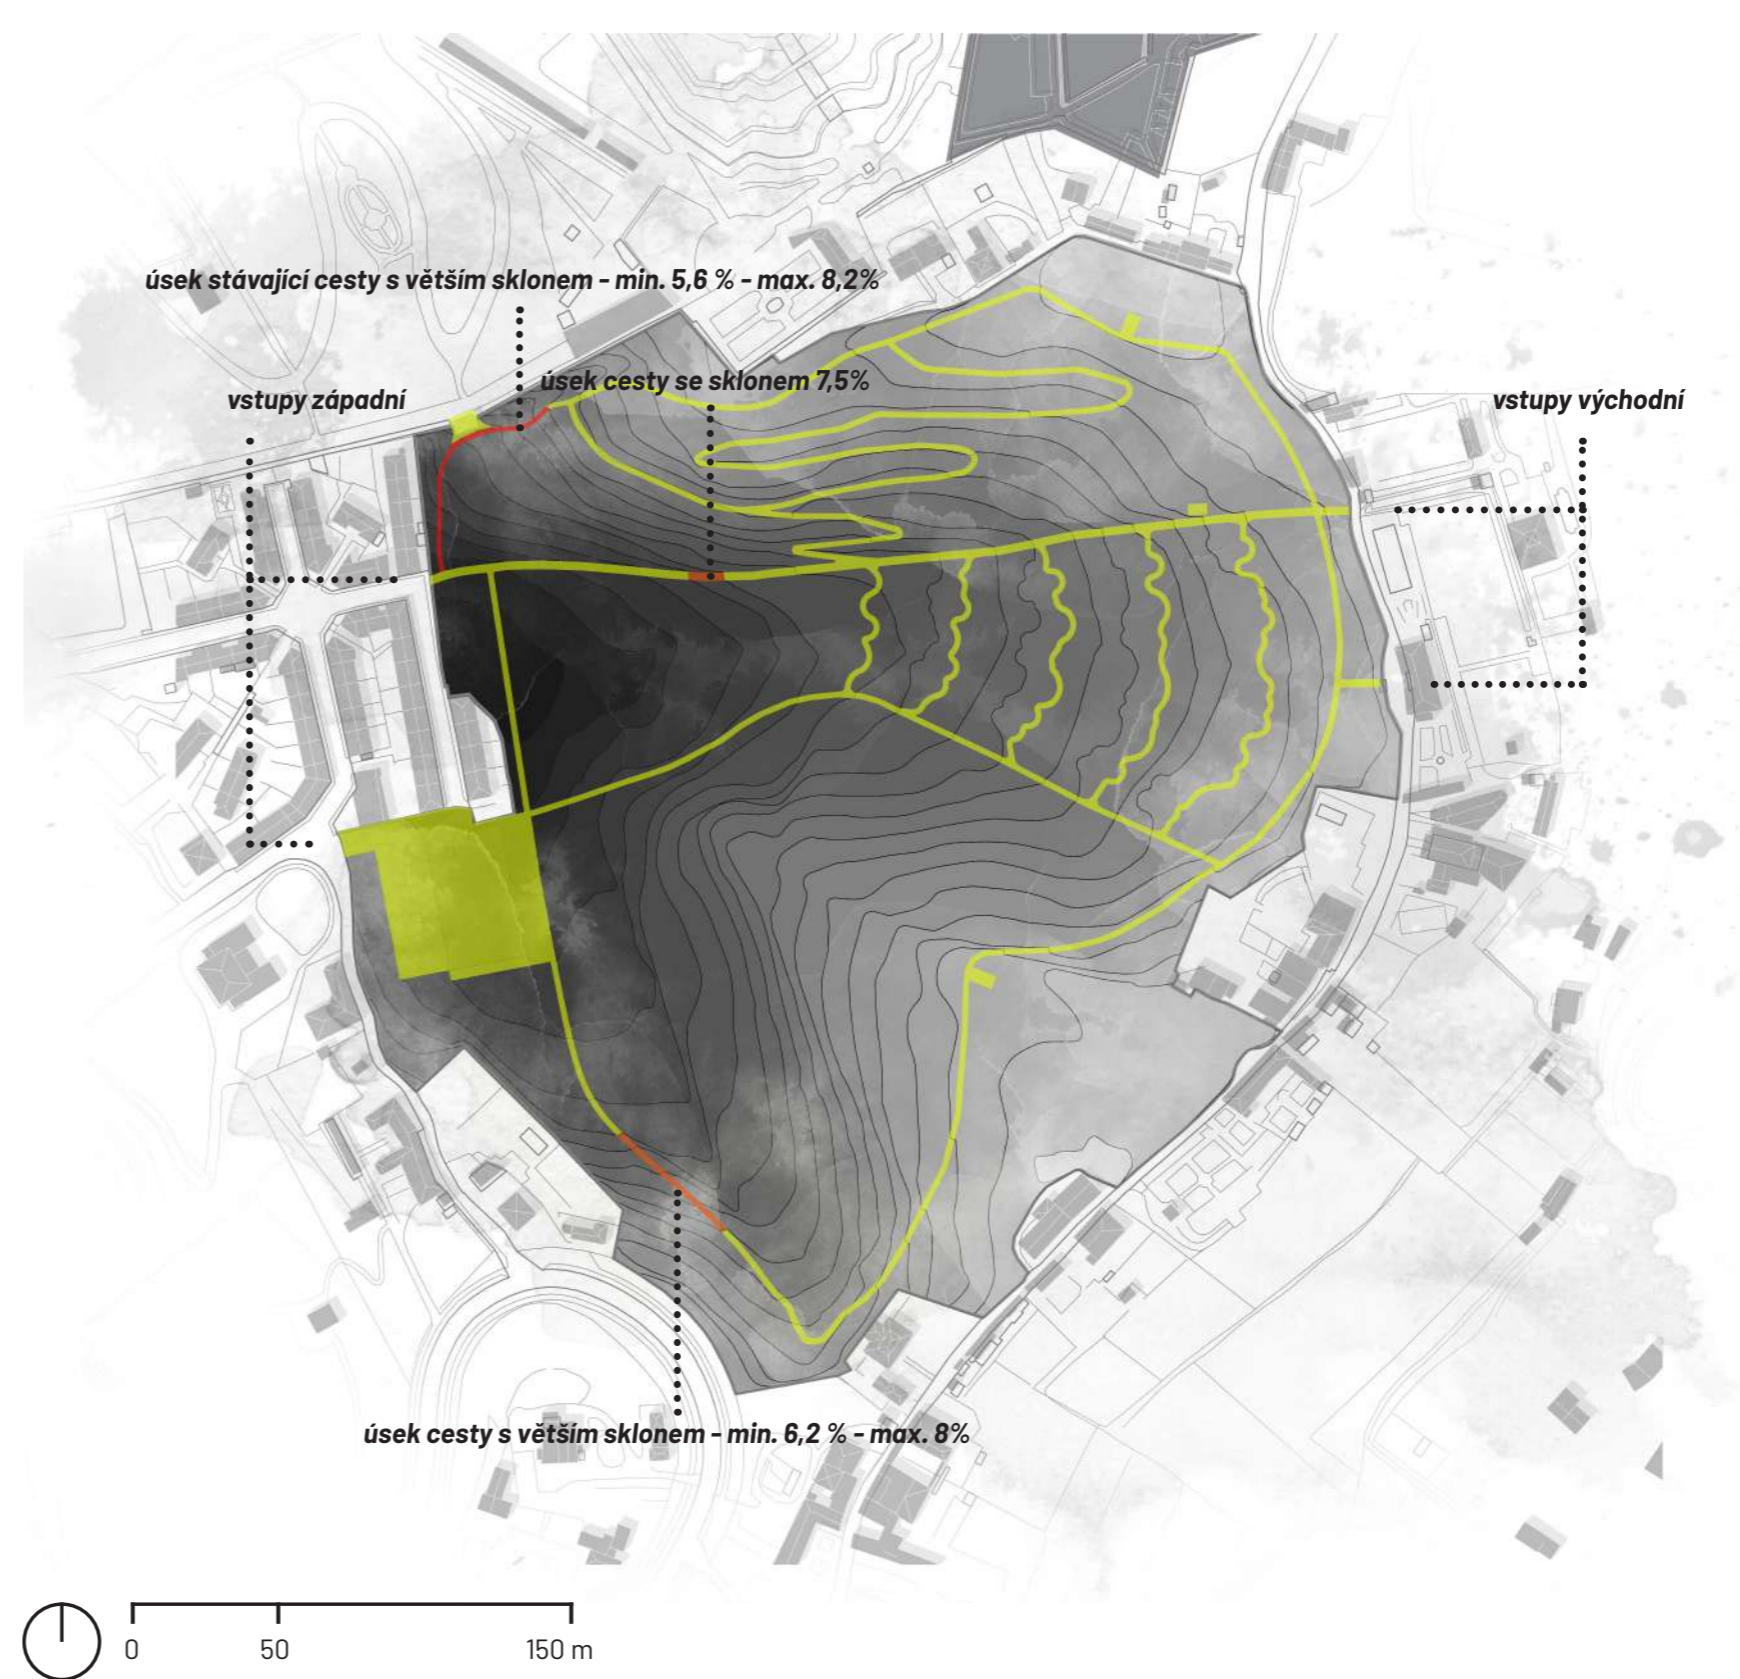 úsek stávající cesty s větším sklonem - min. 5,6 % - max. 8,2%
úsek cesty se sklonem 7,5%
vstupy západní
vstupy východní
úsek cesty s větším sklonem - min. 6,2 % - max. 8%
0
50
150 m